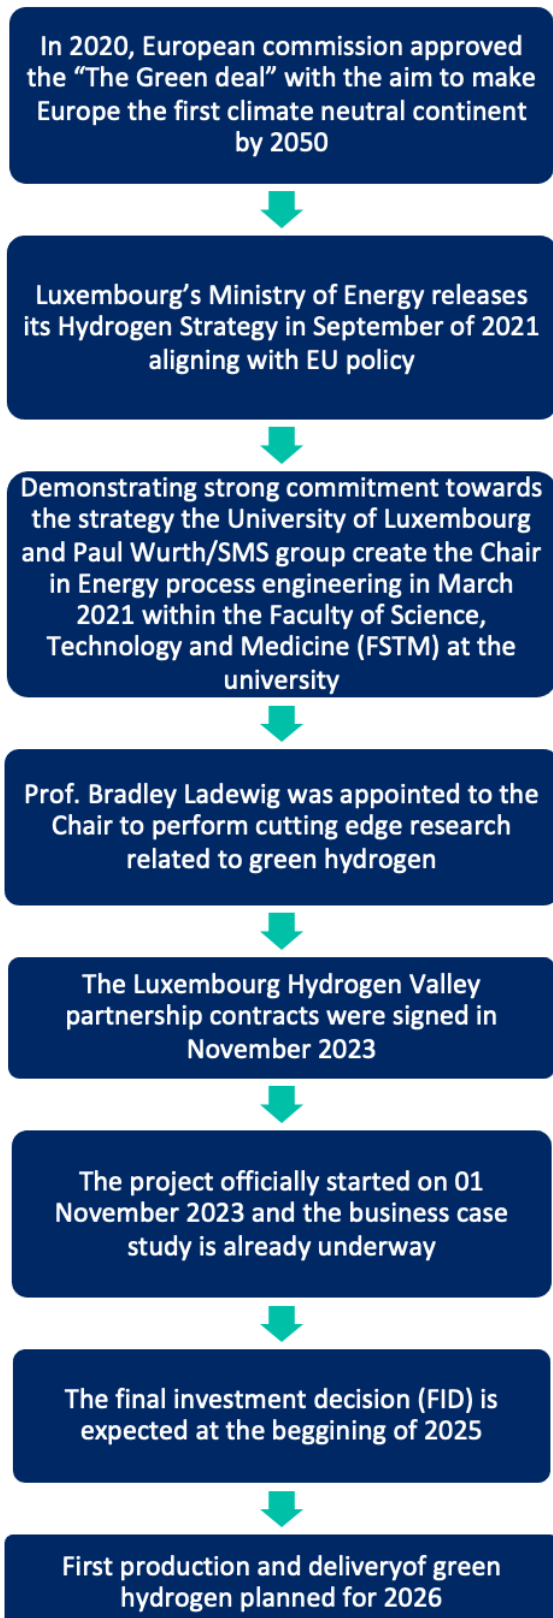 In 2020, European commission approved
the “The Green deal” with the aim to make
Europe the first climate neutral continent
by 2050
Luxembourg’s Ministry of Energy releases
its Hydrogen Strategy in September of 2021
aligning with EU policy
Demonstrating strong commitment towards
the strategy the University of Luxembourg
and Paul Wurth/SMS group create the Chair
in Energy process engineering in March
2021 within the Faculty of Science,
Technology and Medicine (FSTM) at the
university
Prof. Bradley Ladewig was appointed to the
Chair to perform cutting edge research
related to green hydrogen
The Luxembourg Hydrogen Valley
partnership contracts were signed in
November 2023
The project officially started on 01
November 2023 and the business case
study is already underway
The final investment decision (FID) is
expected at the beggining of 2025
First production and deliveryof green
hydrogen planned for 2026